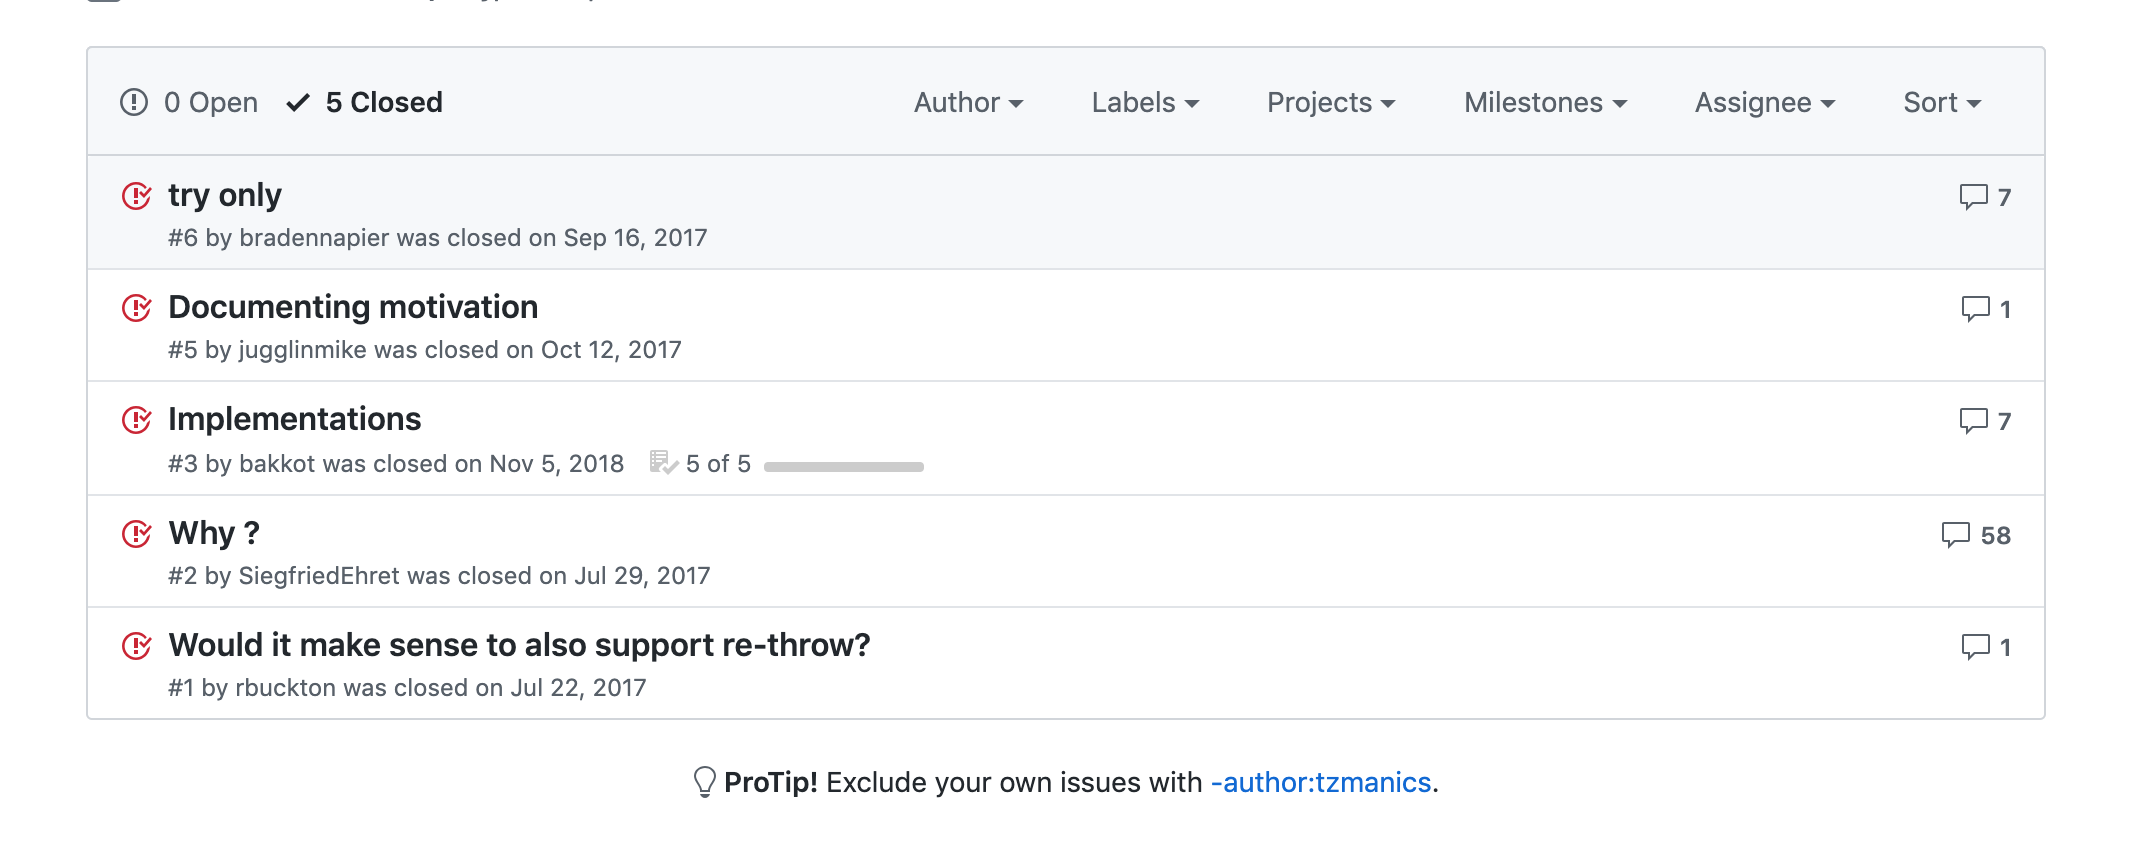 0 Open 5 Closed Author Labels Projects Milestones Assignee Sort
try only 7
#6 by bradennapier was closed on Sep 16, 2017
Documenting motivation 1
#5 by jugglinmike was closed on Oct 12, 2017
Implementations 7
#3 by bakkot was closed on Nov 5, 2018 5 of 5
Why ? 58
#2 by SiegfriedEhret was closed on Jul 29, 2017
Would it make sense to also support re-throw? 1
#1 by rbuckton was closed on Jul 22, 2017
ProTip! Exclude your own issues with -author:tzmanics.